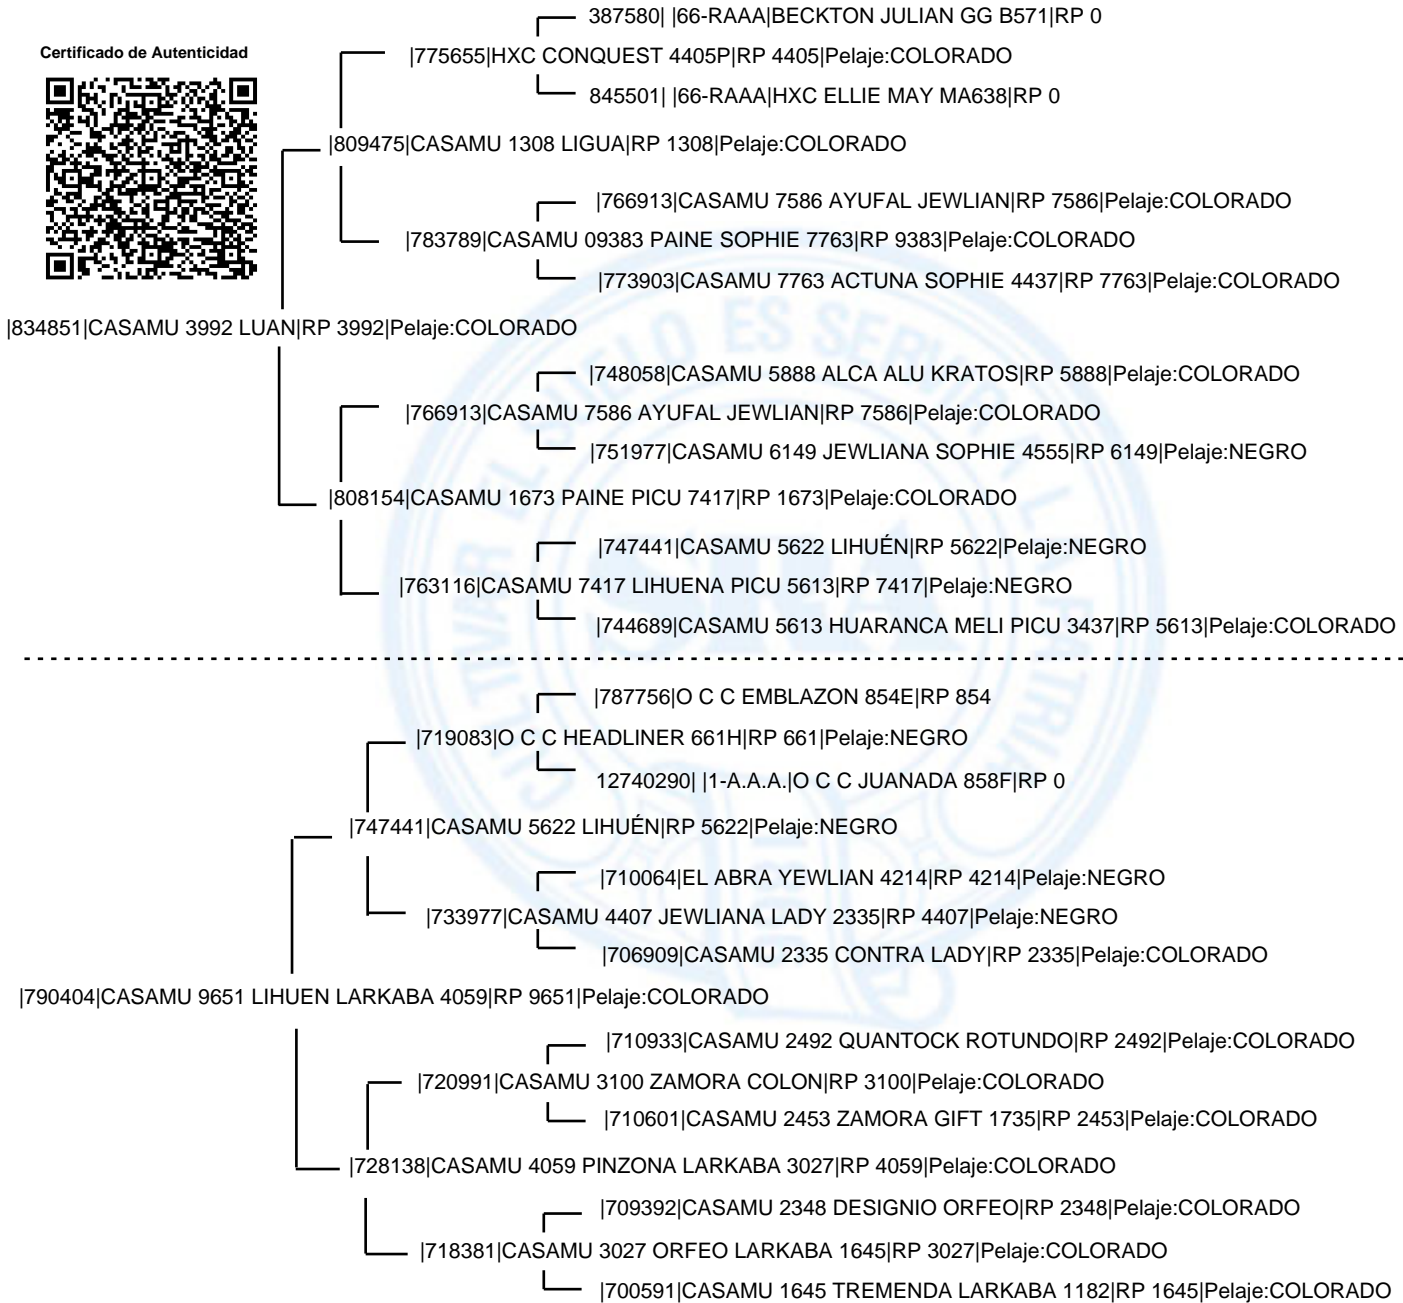 387580| |66-RAAA|BECKTON JULIAN GG B571|RP 0
Certificado de Autenticidad
|775655|HXC CONQUEST 4405P|RP 4405|Pelaje:COLORADO
845501| |66-RAAA|HXC ELLIE MAY MA638|RP 0
|809475|CASAMU 1308 LIGUA|RP 1308|Pelaje:COLORADO
|766913|CASAMU 7586 AYUFAL JEWLIAN|RP 7586|Pelaje:COLORADO
|783789|CASAMU 09383 PAINE SOPHIE 7763|RP 9383|Pelaje:COLORADO
|773903|CASAMU 7763 ACTUNA SOPHIE 4437|RP 7763|Pelaje:COLORADO
|834851|CASAMU 3992 LUAN|RP 3992|Pelaje:COLORADO
|748058|CASAMU 5888 ALCA ALU KRATOS|RP 5888|Pelaje:COLORADO
|766913|CASAMU 7586 AYUFAL JEWLIAN|RP 7586|Pelaje:COLORADO
|751977|CASAMU 6149 JEWLIANA SOPHIE 4555|RP 6149|Pelaje:NEGRO
|808154|CASAMU 1673 PAINE PICU 7417|RP 1673|Pelaje:COLORADO
|747441|CASAMU 5622 LIHUÉN|RP 5622|Pelaje:NEGRO
|763116|CASAMU 7417 LIHUENA PICU 5613|RP 7417|Pelaje:NEGRO
|744689|CASAMU 5613 HUARANCA MELI PICU 3437|RP 5613|Pelaje:COLORADO
|787756|O C C EMBLAZON 854E|RP 854
|719083|O C C HEADLINER 661H|RP 661|Pelaje:NEGRO
12740290| |1-A.A.A.|O C C JUANADA 858F|RP 0
|747441|CASAMU 5622 LIHUÉN|RP 5622|Pelaje:NEGRO
|710064|EL ABRA YEWLIAN 4214|RP 4214|Pelaje:NEGRO
|733977|CASAMU 4407 JEWLIANA LADY 2335|RP 4407|Pelaje:NEGRO
|706909|CASAMU 2335 CONTRA LADY|RP 2335|Pelaje:COLORADO
|790404|CASAMU 9651 LIHUEN LARKABA 4059|RP 9651|Pelaje:COLORADO
|710933|CASAMU 2492 QUANTOCK ROTUNDO|RP 2492|Pelaje:COLORADO
|720991|CASAMU 3100 ZAMORA COLON|RP 3100|Pelaje:COLORADO
|710601|CASAMU 2453 ZAMORA GIFT 1735|RP 2453|Pelaje:COLORADO
|728138|CASAMU 4059 PINZONA LARKABA 3027|RP 4059|Pelaje:COLORADO
|709392|CASAMU 2348 DESIGNIO ORFEO|RP 2348|Pelaje:COLORADO
|718381|CASAMU 3027 ORFEO LARKABA 1645|RP 3027|Pelaje:COLORADO
|700591|CASAMU 1645 TREMENDA LARKABA 1182|RP 1645|Pelaje:COLORADO
CULTIVAR EL SUELO ES SERVIR A LA PATRIA
SRA
1866